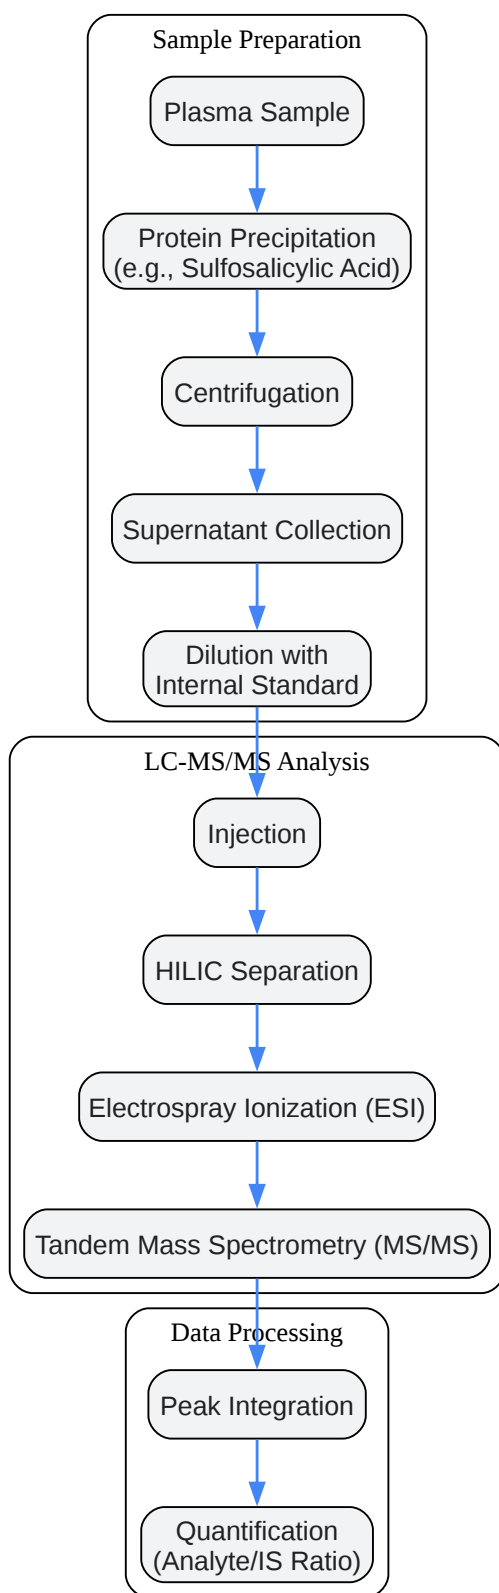 Sample Preparation
Plasma Sample
Protein Precipitation
(e.g., Sulfosalicylic Acid)
Centrifugation
Supernatant Collection
Dilution with
Internal Standard
LC-MS/MS Analysis
Injection
HILIC Separation
Electrospray Ionization (ESI)
Tandem Mass Spectrometry (MS/MS)
Data Processing
Peak Integration
Quantification
(Analyte/IS Ratio)